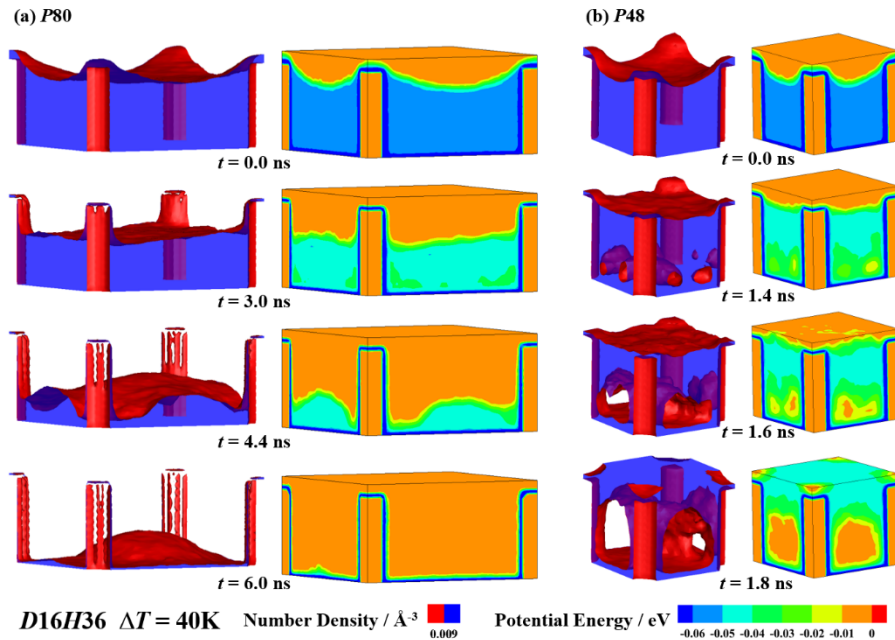 (a) P80
(b) P48
t = 0.0 ns
t = 0.0 ns
t = 3.0 ns
t = 1.4 ns
t = 4.4 ns
t = 1.6 ns
t = 6.0 ns
t = 1.8 ns
D16H36 ΔT = 40K Number Density / Å⁻³ Potential Energy / eV
0.009
-0.06 -0.05 -0.04 -0.03 -0.02 -0.01 0